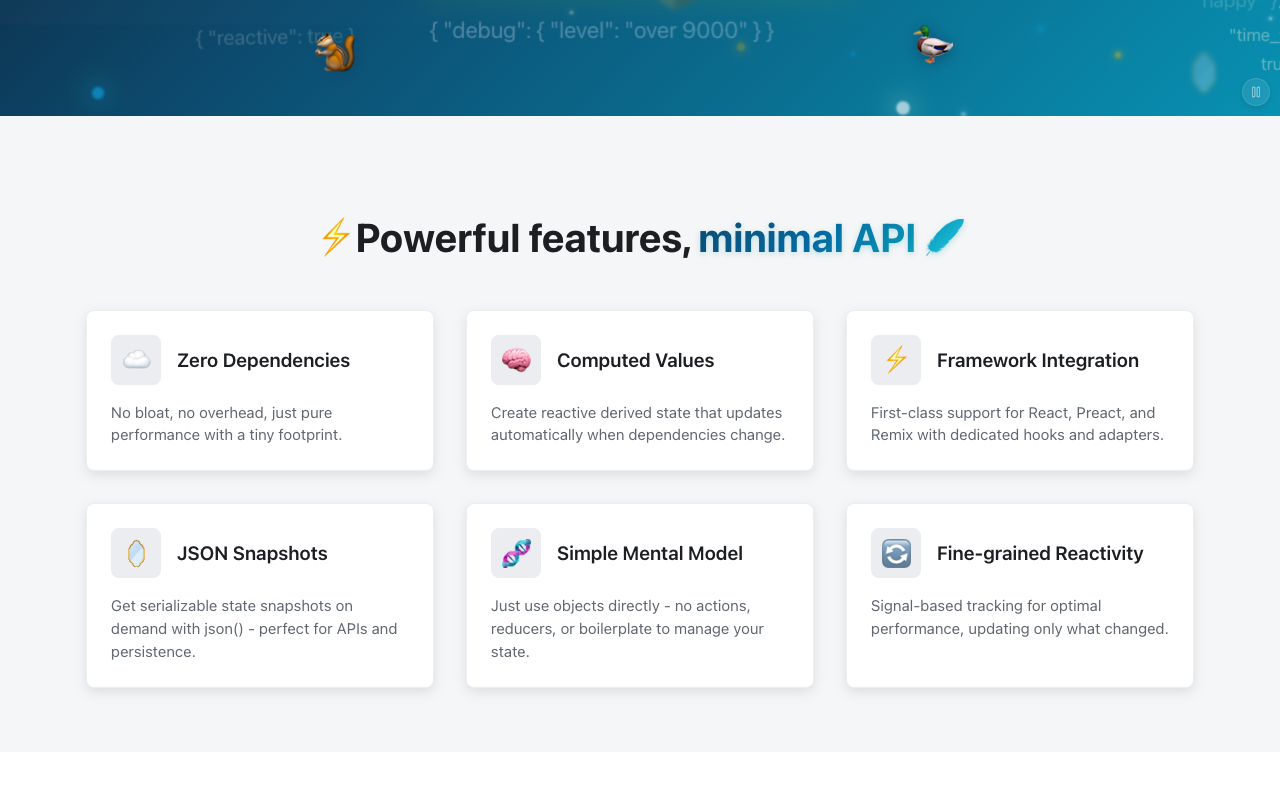 happy
{ "reactive": true }
{ "debug": { "level": "over 9000" } }
"time_
tru
Powerful features, minimal API
Zero Dependencies
No bloat, no overhead, just pure
performance with a tiny footprint.
Computed Values
Create reactive derived state that updates
automatically when dependencies change.
Framework Integration
First-class support for React, Preact, and
Remix with dedicated hooks and adapters.
JSON Snapshots
Get serializable state snapshots on
demand with json() - perfect for APIs and
persistence.
Simple Mental Model
Just use objects directly - no actions,
reducers, or boilerplate to manage your
state.
Fine-grained Reactivity
Signal-based tracking for optimal
performance, updating only what changed.